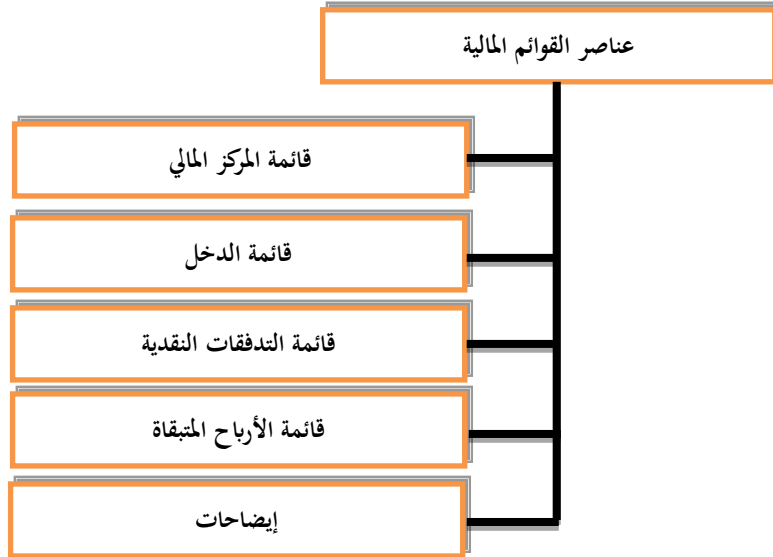 عناصر القوائم المالية
قائمة المركز المالي
قائمة الدخل
قائمة التدفقات النقدية
قائمة الأرباح المتبقاة
إيضاحات